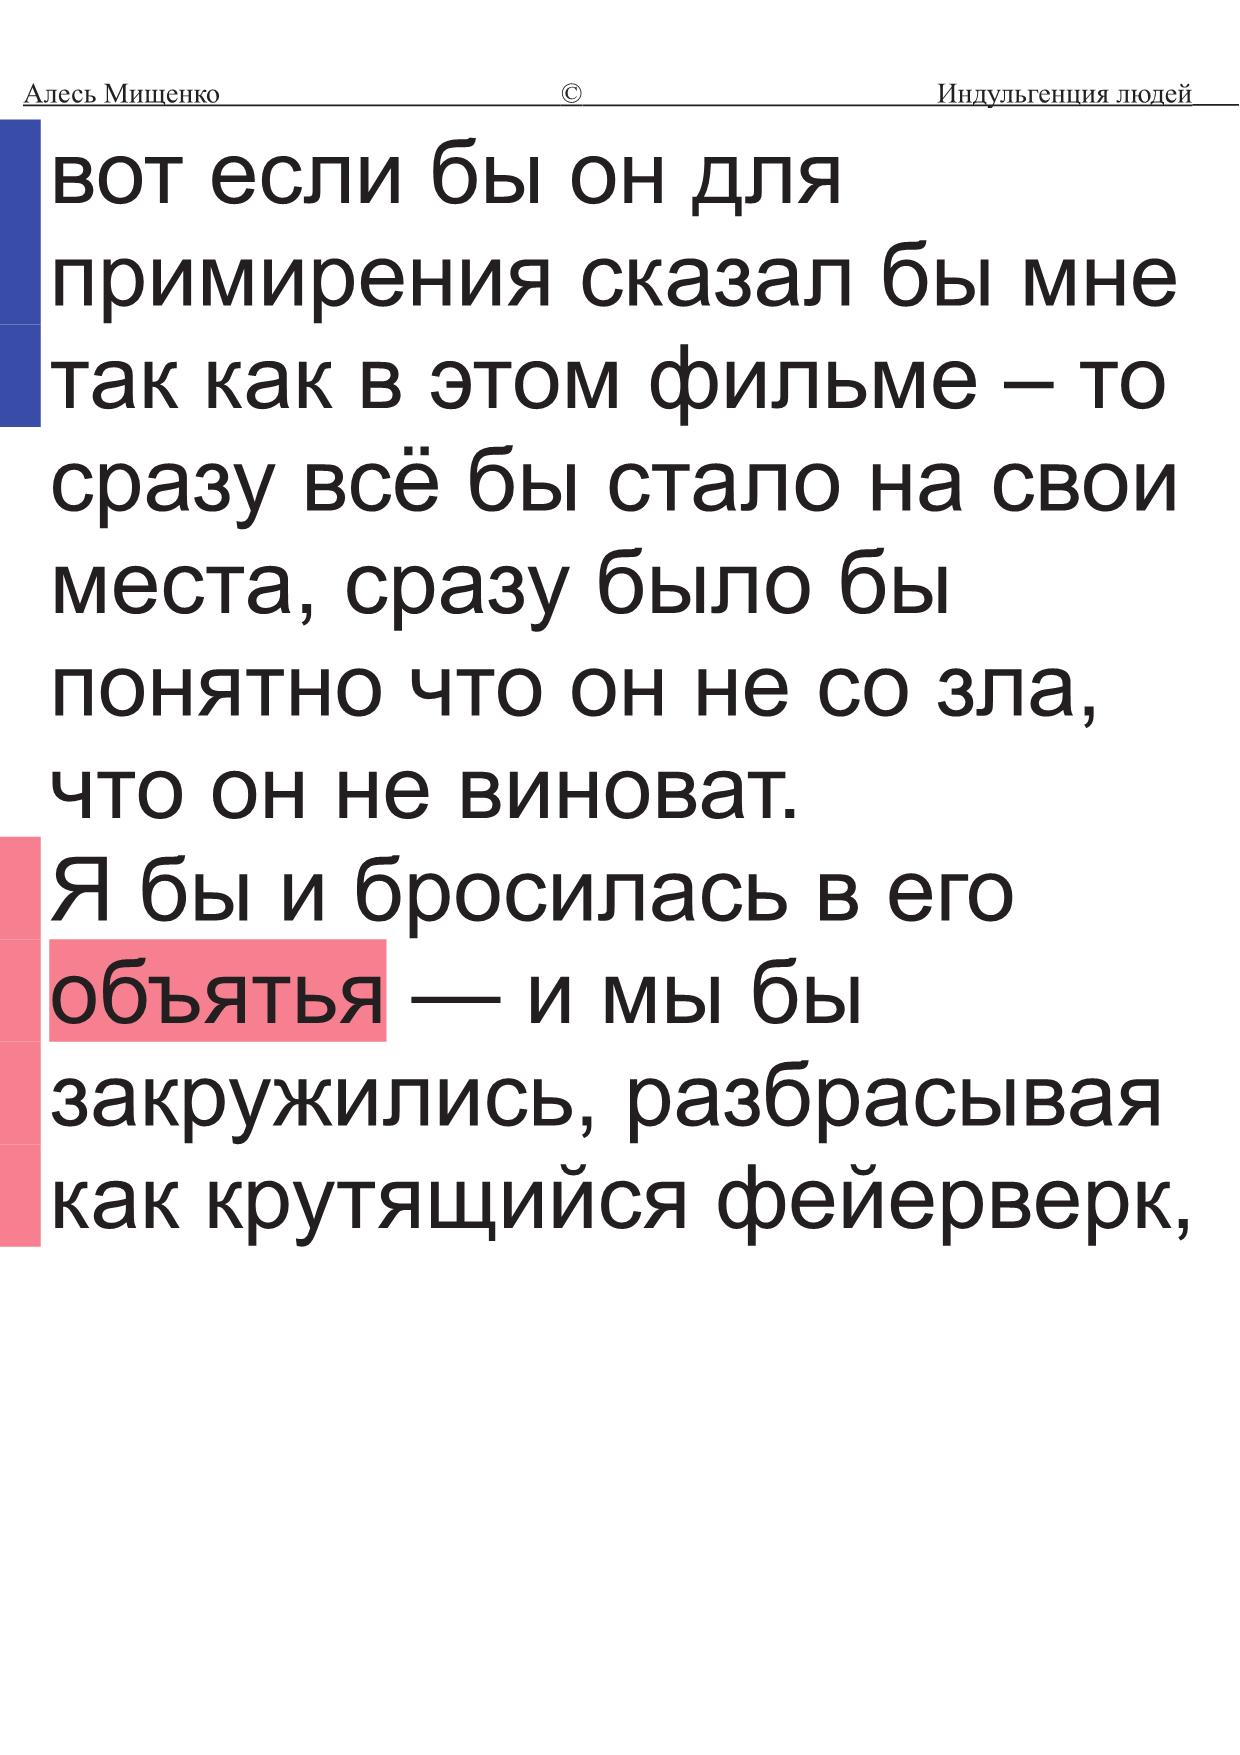 Алесь Мищенко © Индульгенция людей
вот если бы он для
примирения сказал бы мне
так как в этом фильме – то
сразу всё бы стало на свои
места, сразу было бы
понятно что он не со зла,
что он не виноват.
Я бы и бросилась в его
объятья — и мы бы
закружились, разбрасывая
как крутящийся фейерверк,